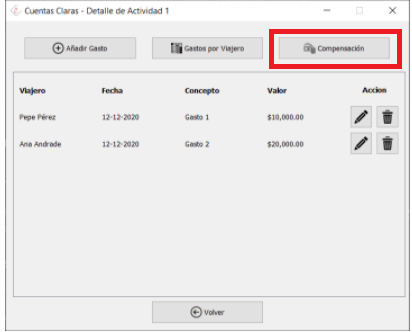 Cuentas Claras - Detalle de Actividad 1
Añadir Gasto Gastos por Viajero Compensación
Viajero Fecha Concepto Valor Accion
Pepe Pérez 12-12-2020 Gasto 1 $10,000.00
Ana Andrade 12-12-2020 Gasto 2 $20,000.00
Volver